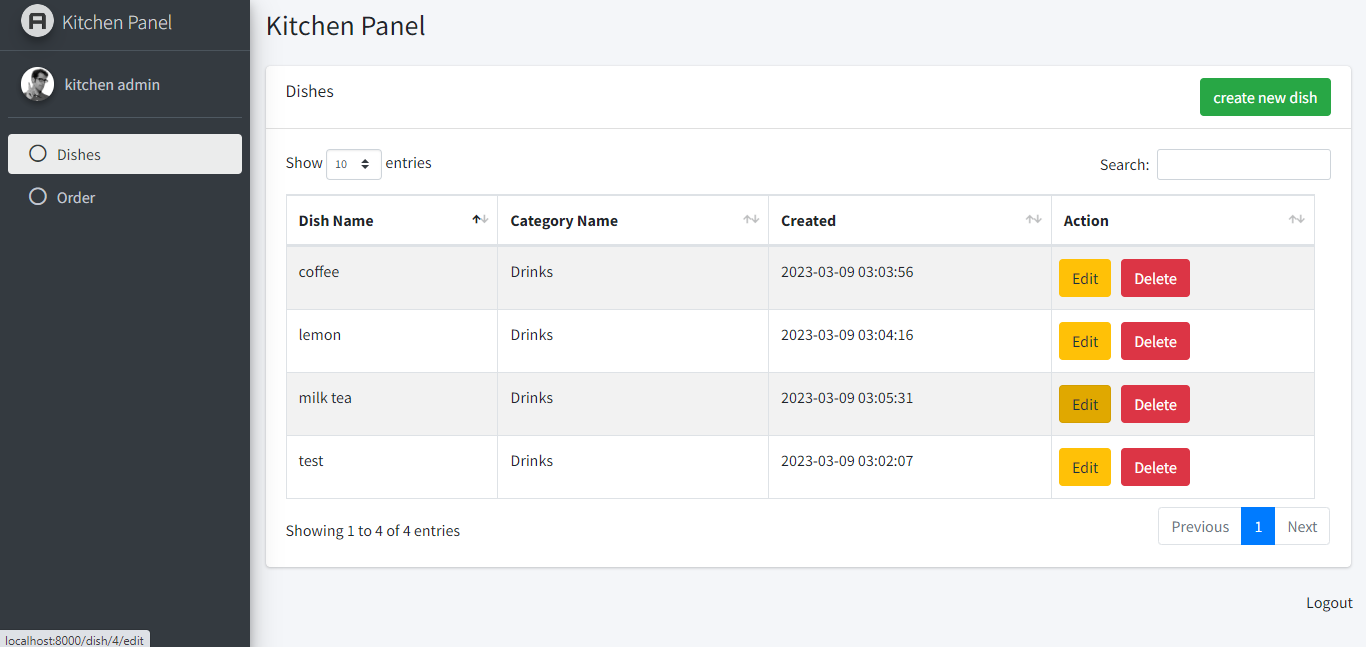 Kitchen Panel
Kitchen Panel
kitchen admin
Dishes
create new dish
Dishes
Order
Show 10 entries
Search:
Dish Name Category Name Created Action
coffee Drinks 2023-03-09 03:03:56 Edit Delete
lemon Drinks 2023-03-09 03:04:16 Edit Delete
milk tea Drinks 2023-03-09 03:05:31 Edit Delete
test Drinks 2023-03-09 03:02:07 Edit Delete
Showing 1 to 4 of 4 entries
Previous 1 Next
Logout
localhost:8000/dish/4/edit